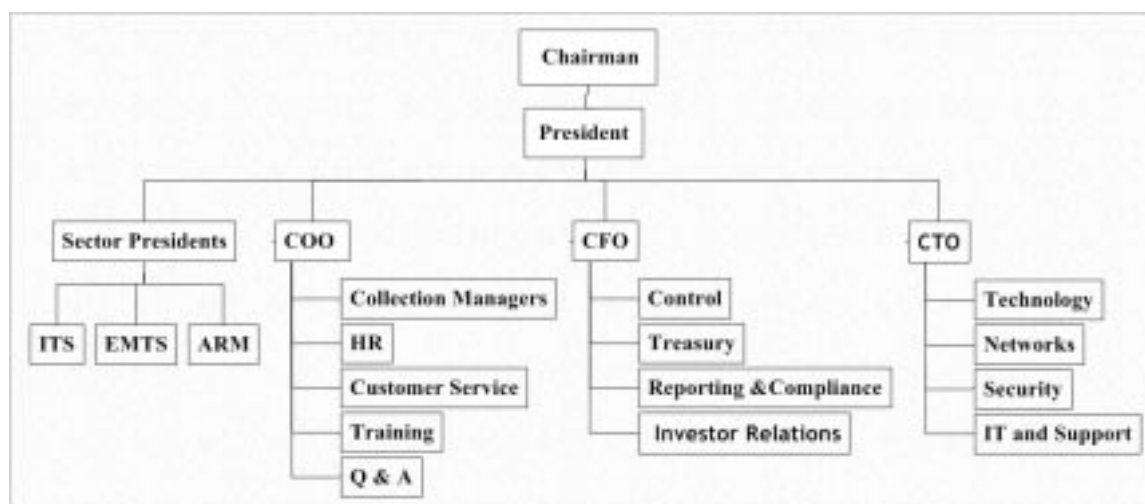 Chairman
President
Sector Presidents
COO
CFO
CTO
ITS
EMTS
ARM
Collection Managers
HR
Customer Service
Training
Q & A
Control
Treasury
Reporting &Compliance
Investor Relations
Technology
Networks
Security
IT and Support